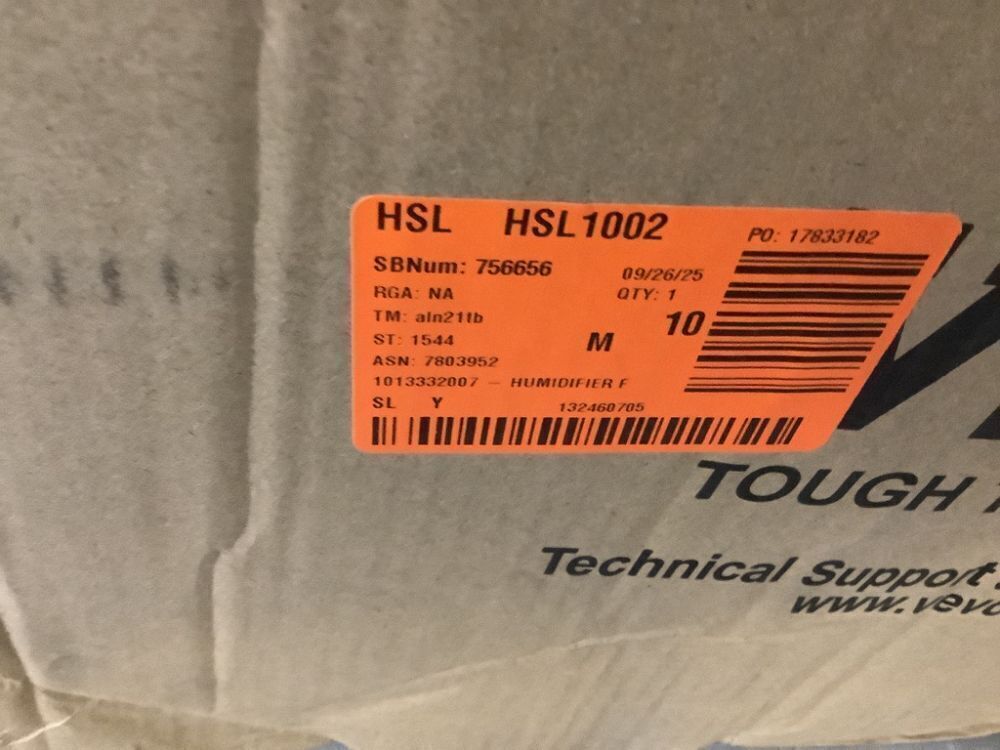 HSL HSL1002 PO: 17833182
SBNum: 756656 09/26/25
RGA: NA QTY: 1
TM: aln21tb 10
ST: 1544 M
ASN: 7803952
1013332007 – HUMIDIFIER F
SL Y 132460705
TOUGH
Technical Support
www.vevo